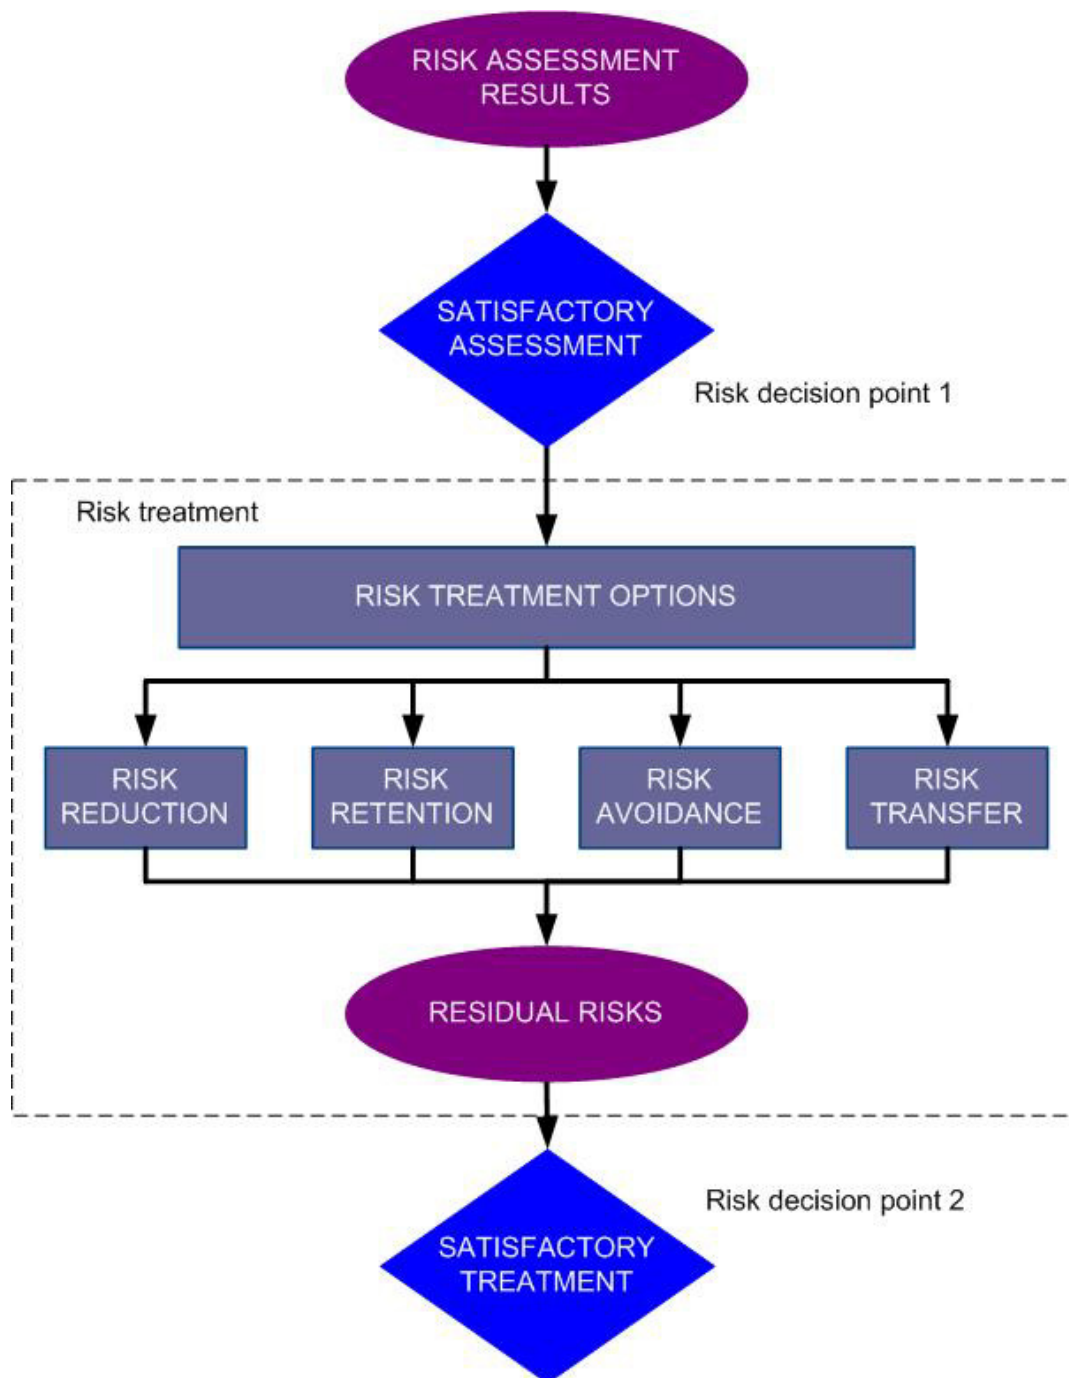 RISK ASSESSMENT
RESULTS
SATISFACTORY
ASSESSMENT
Risk decision point 1
Risk treatment
RISK TREATMENT OPTIONS
RISK
REDUCTION
RISK
RETENTION
RISK
AVOIDANCE
RISK
TRANSFER
RESIDUAL RISKS
Risk decision point 2
SATISFACTORY
TREATMENT